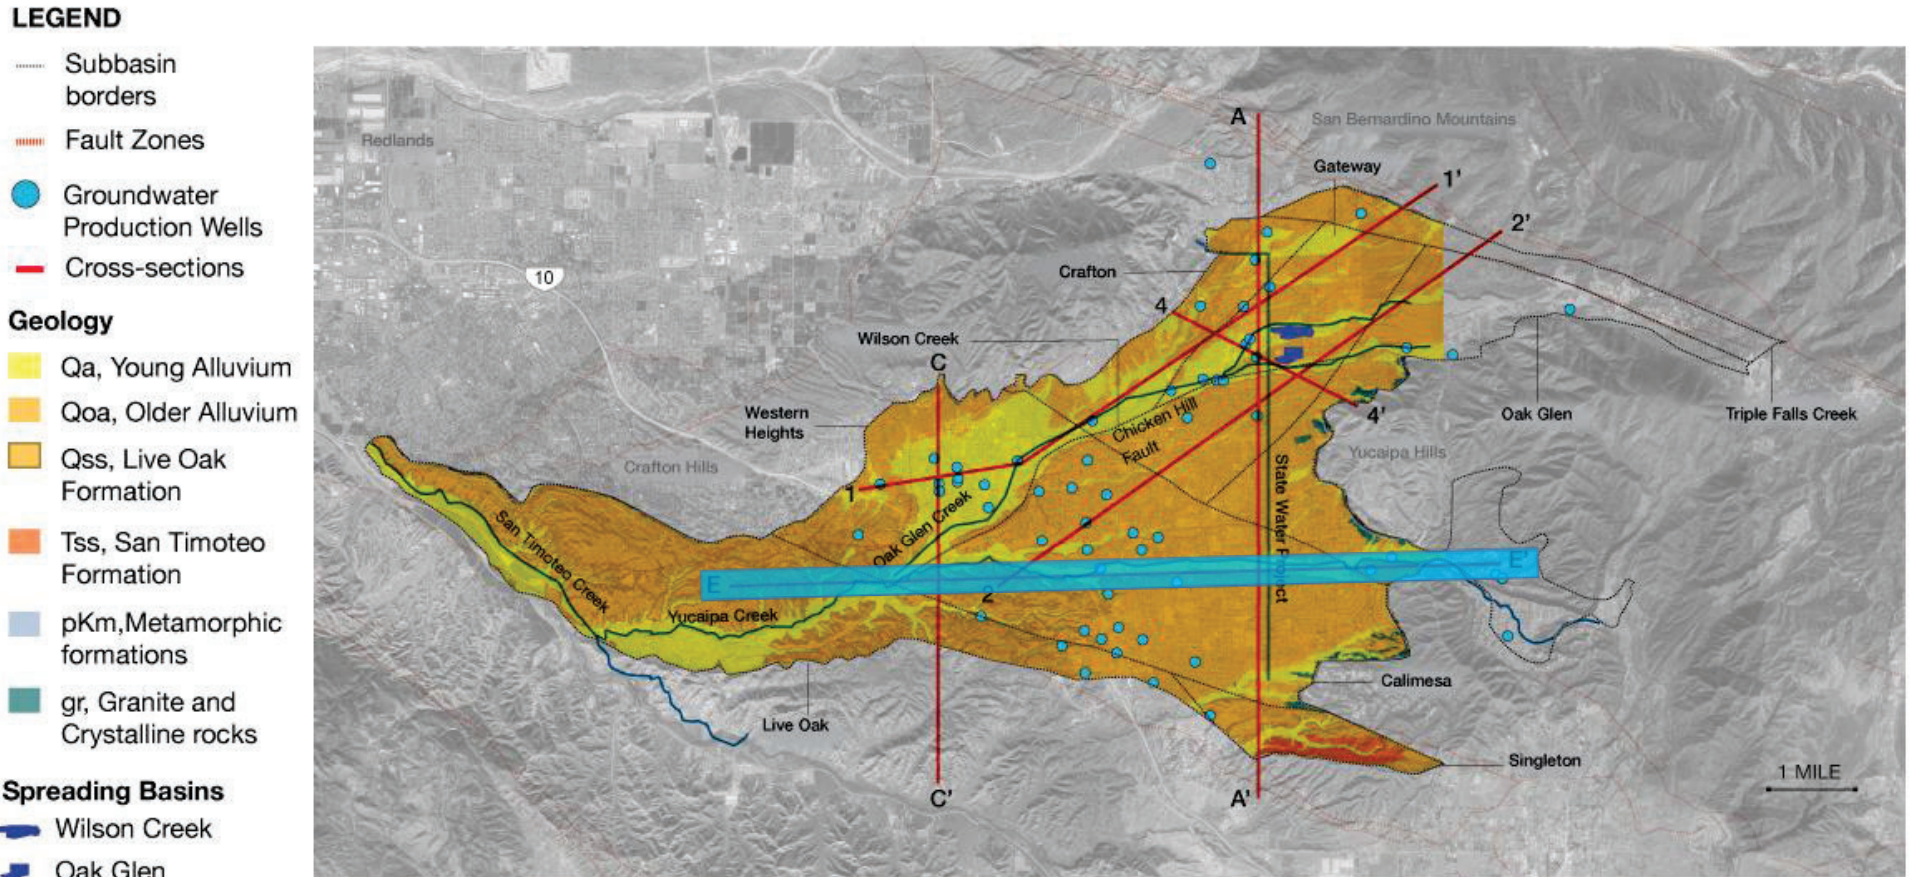 LEGEND
Subbasin
borders
Fault Zones
Groundwater
Production Wells
Cross-sections
Geology
Qa, Young Alluvium
Qoa, Older Alluvium
Qss, Live Oak
Formation
Tss, San Timoteo
Formation
pKm,Metamorphic
formations
gr, Granite and
Crystalline rocks
Spreading Basins
Wilson Creek
Oak Glen
A
San Bernardino Mountains
Redlands
Gateway
1'
2'
10
Crafton
4
Wilson Creek
C
Western
Heights
Chicken Hill
Fault
4'
Oak Glen
Triple Falls Creek
Crafton Hills
Yucaipa Hills
1
State Water Project
Oak Glen Creek
San Timoteo Creek
E
E'
2
Yucaipa Creek
Calimesa
Live Oak
Singleton
1 MILE
C'
A'